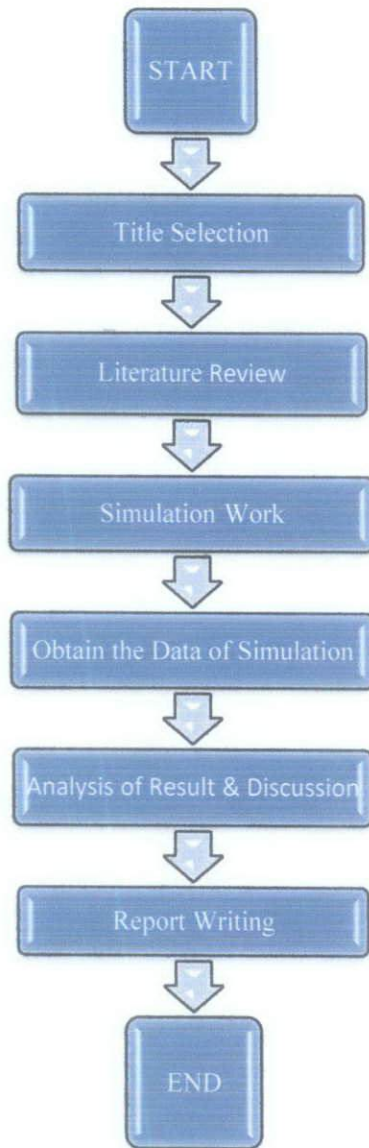 START
Title Selection
Literature Review
Simulation Work
Obtain the Data of Simulation
Analysis of Result & Discussion
Report Writing
END